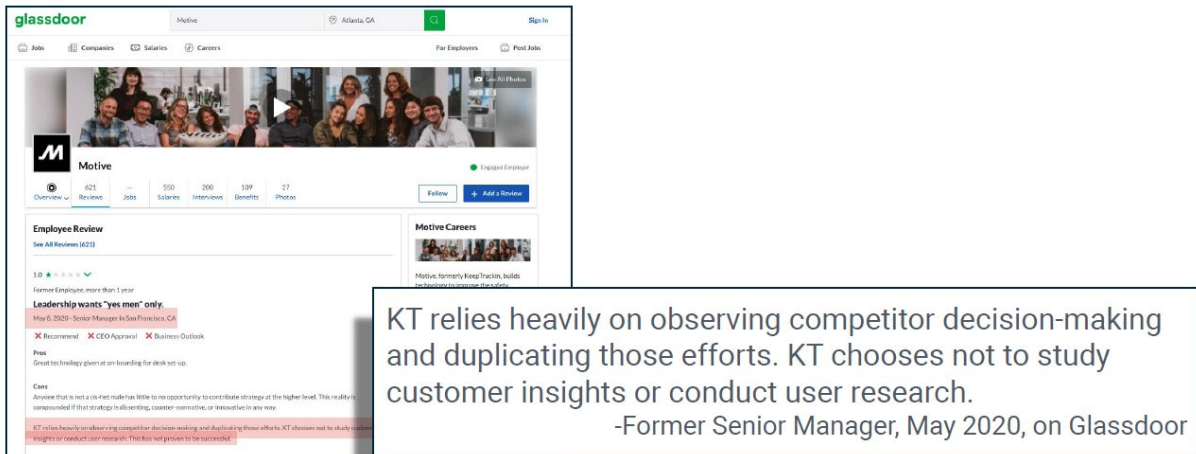 glassdoor
Motive
Atlanta, GA
Sign In
Jobs Companies Salaries Careers
For Employers Post Jobs
See All Photos
Motive
Engaged Employer
Overview
621 Reviews
— Jobs
550 Salaries
200 Interviews
109 Benefits
27 Photos
Follow
+ Add a Review
Employee Review
See All Reviews (621)
1.0
Former Employee, more than 1 year
Leadership wants "yes men" only.
May 8, 2020 - Senior Manager in San Francisco, CA
Recommend CEO Approval Business Outlook
Pros
Great technology given at on-boarding for desk set-up.
Cons
Anyone that is not a cis-het male has little to no opportunity to contribute strategy at the higher level. This reality is
compounded if that strategy is dissenting, counter-normative, or innovative in any way.
KT relies heavily on observing competitor decision-making and duplicating those efforts. KT chooses not to study
insights or conduct user research. This has not proven to be successful.
Motive Careers
Motive, formerly KeepTruckin, builds
technology to improve the safety,
KT relies heavily on observing competitor decision-making
and duplicating those efforts. KT chooses not to study
customer insights or conduct user research.
-Former Senior Manager, May 2020, on Glassdoor